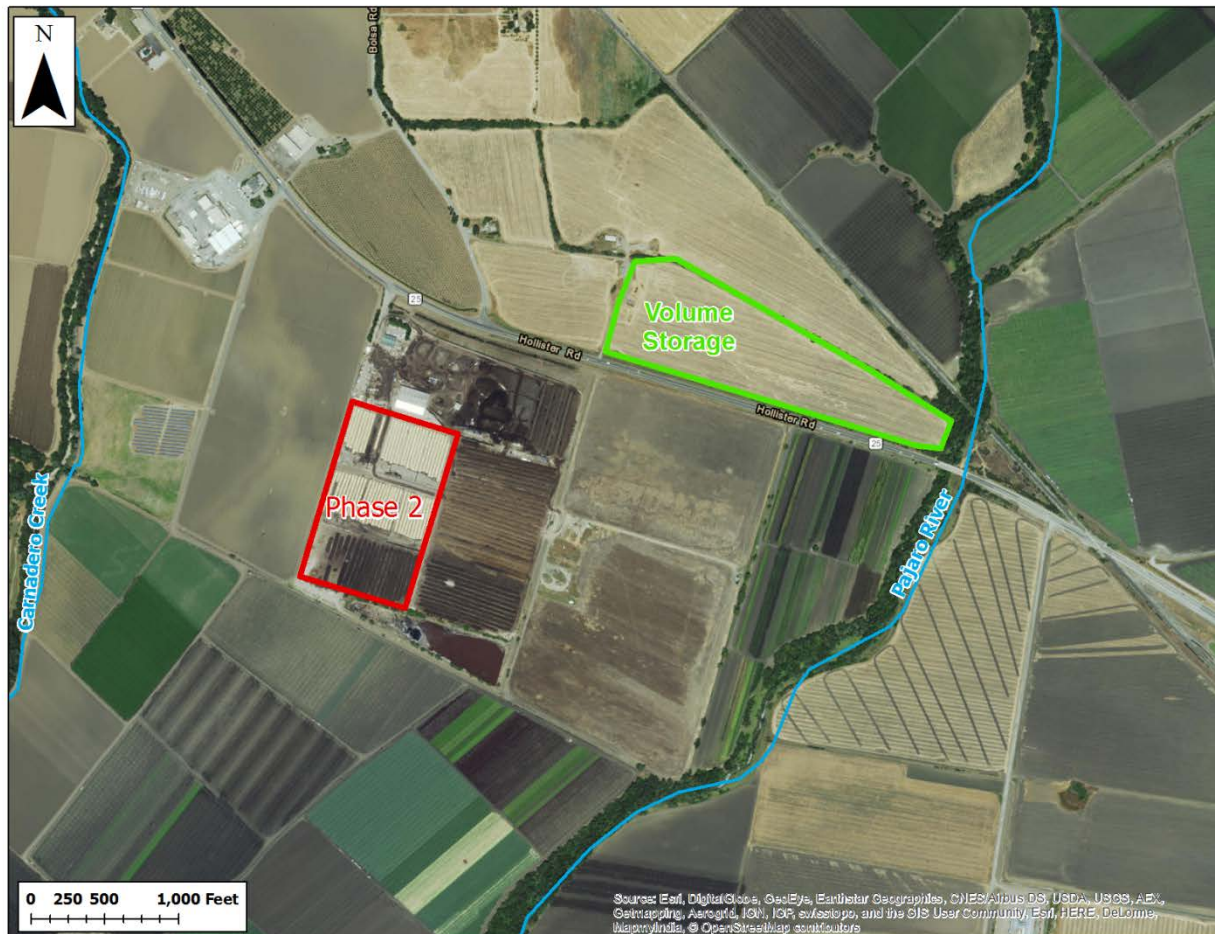 N
Bolsa Rd
25
Hollister Rd
Volume
Storage
Hollister Rd
25
Phase 2
Carnadero Creek
Pajaro River
0 250 500 1,000 Feet
Source: Esri, DigitalGlobe, GeoEye, Earthstar Geographics, CNES/Airbus DS, USDA, USGS, AEX,
Getmapping, Aerogrid, IGN, IGP, swisstopo, and the GIS User Community, Esri, HERE, DeLorme,
MapmyIndia, © OpenStreetMap contributors